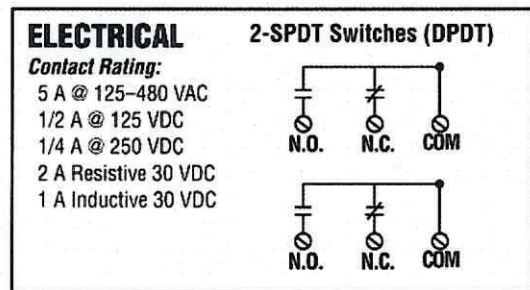 ELECTRICAL
Contact Rating:
5 A @ 125–480 VAC
1/2 A @ 125 VDC
1/4 A @ 250 VDC
2 A Resistive 30 VDC
1 A Inductive 30 VDC
2-SPDT Switches (DPDT)
N.O. N.C. COM
N.O. N.C. COM